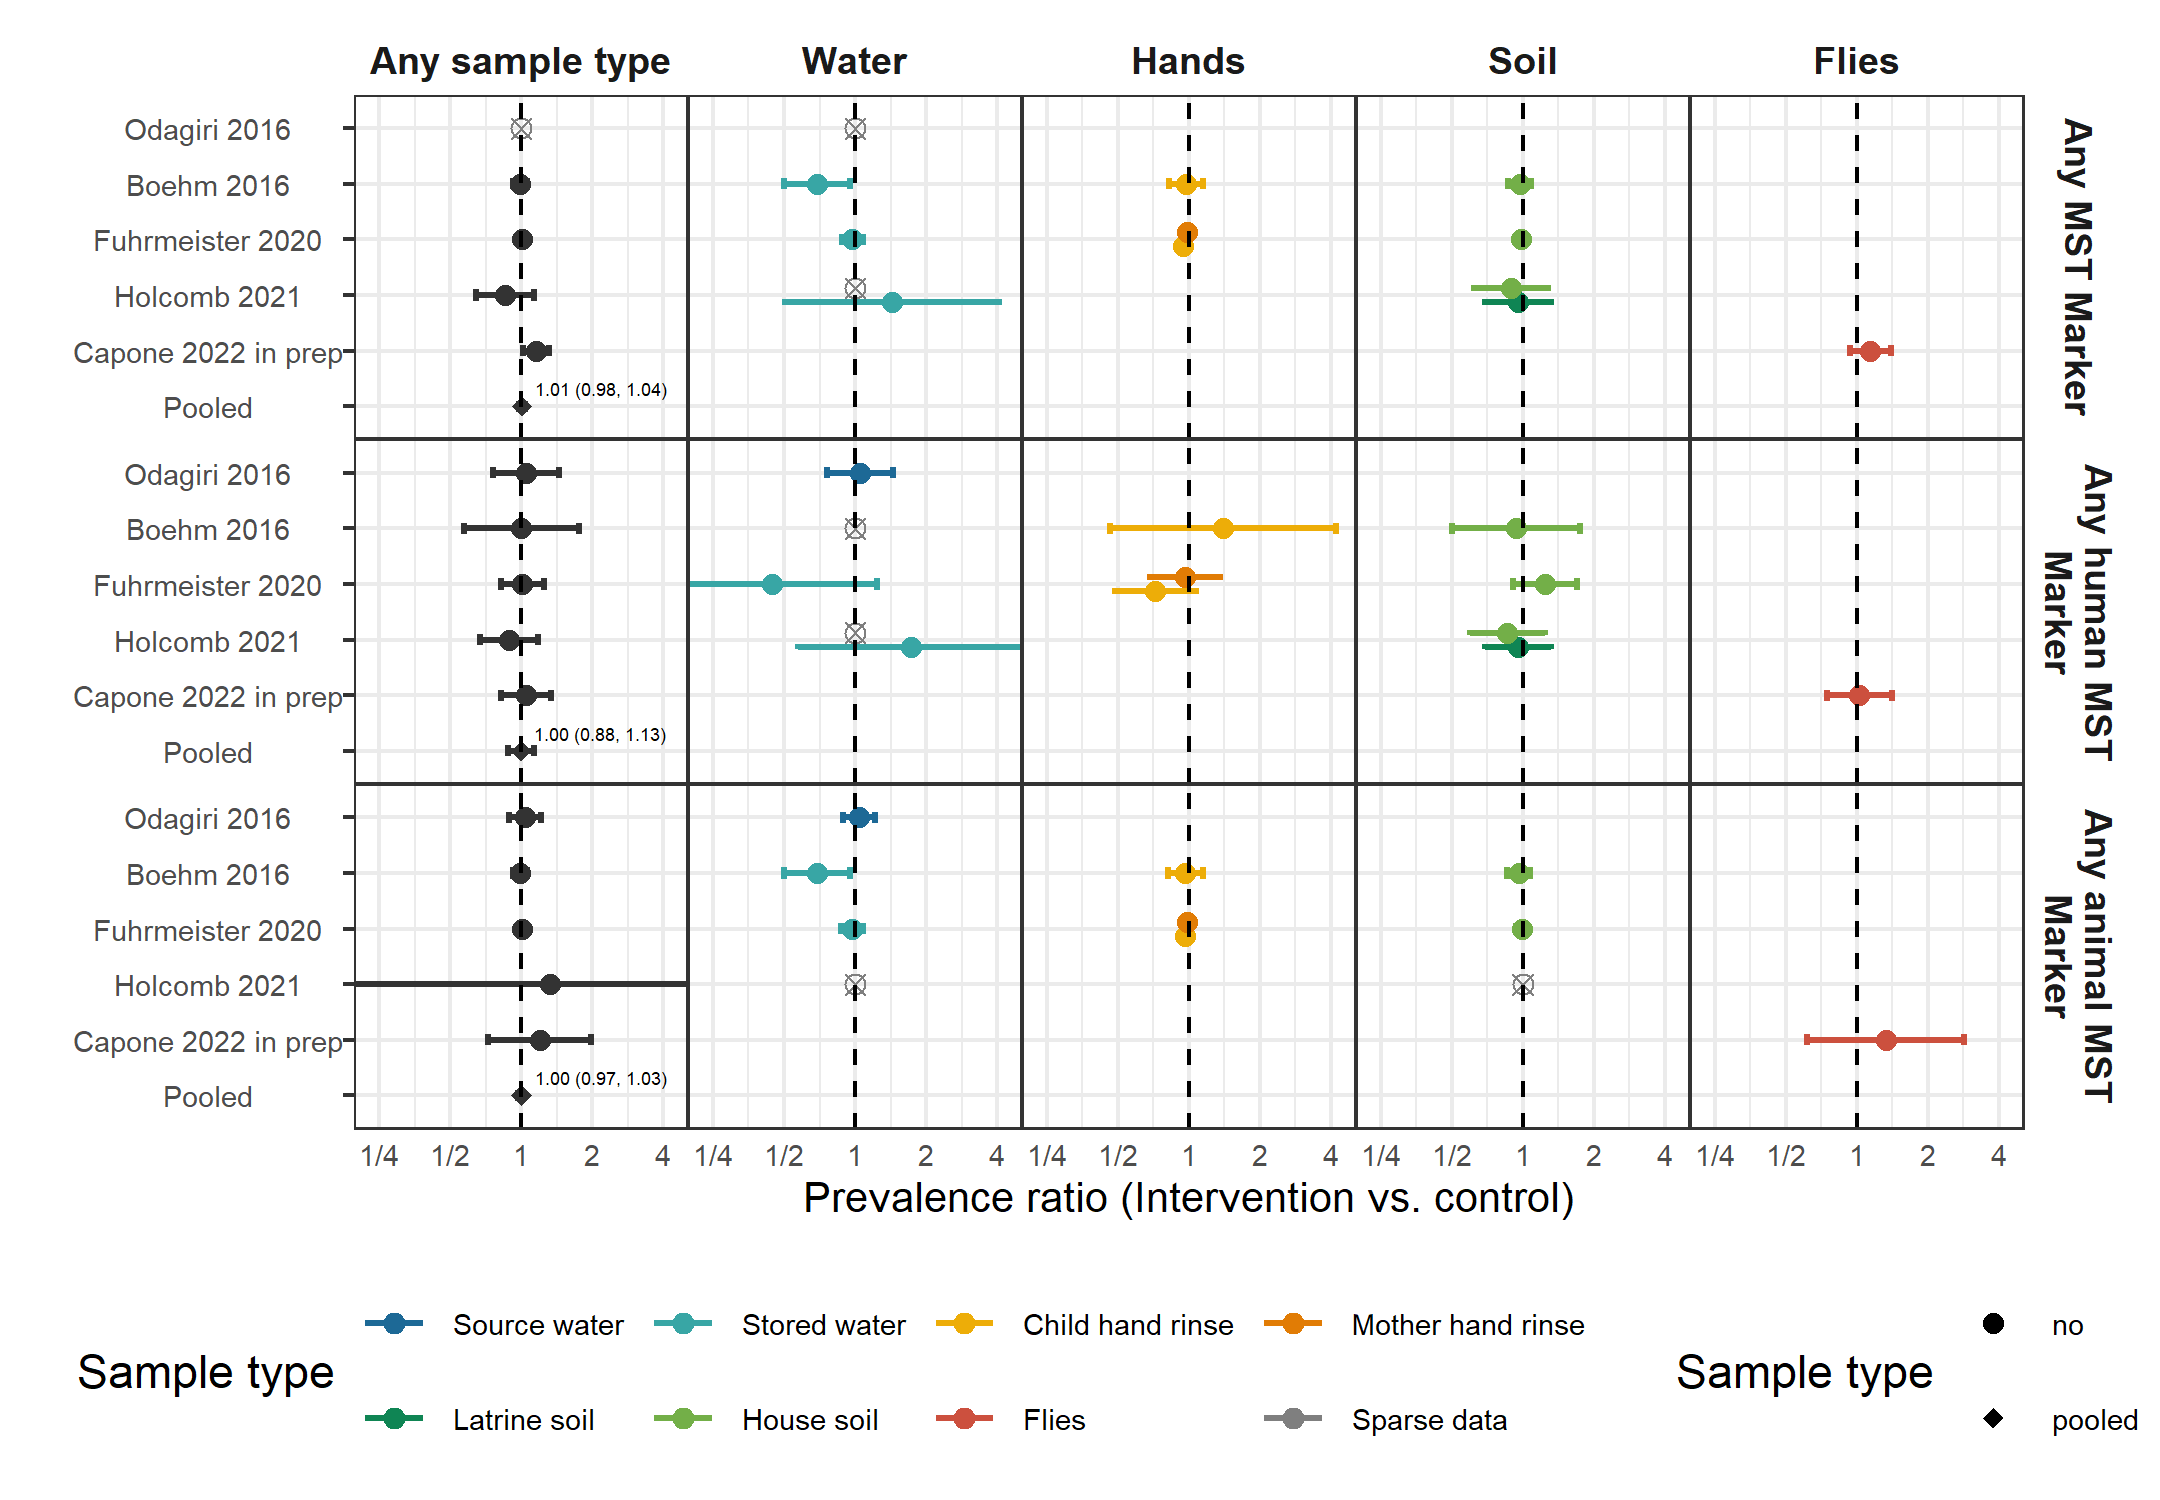 Any sample type
Water
Hands
Soil
Flies
Odagiri 2016
Boehm 2016
Fuhrmeister 2020
Holcomb 2021
Capone 2022 in prep
1.01 (0.98, 1.04)
Pooled
Any MST Marker
Odagiri 2016
Boehm 2016
Fuhrmeister 2020
Holcomb 2021
Capone 2022 in prep
1.00 (0.88, 1.13)
Pooled
Any human MST
Marker
Odagiri 2016
Boehm 2016
Fuhrmeister 2020
Holcomb 2021
Capone 2022 in prep
1.00 (0.97, 1.03)
Pooled
Any animal MST
Marker
1/4 1/2 1 2 4 1/4 1/2 1 2 4 1/4 1/2 1 2 4 1/4 1/2 1 2 4 1/4 1/2 1 2 4
Prevalence ratio (Intervention vs. control)
Sample type
Source water
Stored water
Child hand rinse
Mother hand rinse
Latrine soil
House soil
Flies
Sparse data
Sample type
no
pooled